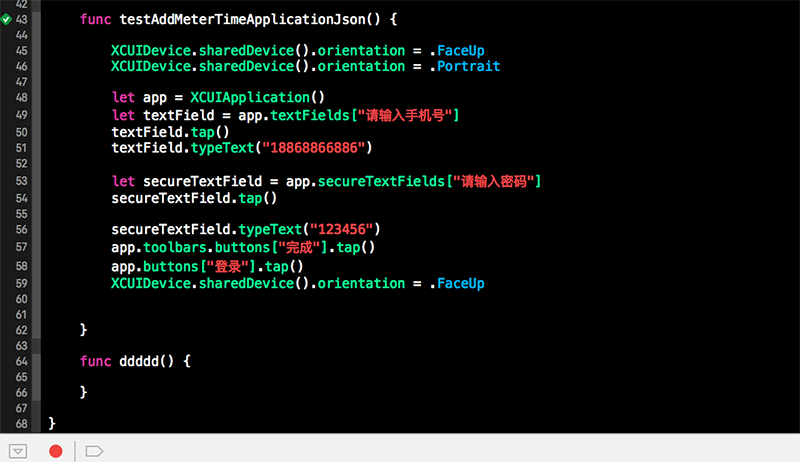 42
43 func testAddMeterTimeApplicationJson() {
44
45 XCUIDevice.sharedDevice().orientation = .FaceUp
46 XCUIDevice.sharedDevice().orientation = .Portrait
47
48 let app = XCUIApplication()
49 let textField = app.textFields["请输入手机号"]
50 textField.tap()
51 textField.typeText("18868866886")
52
53 let secureTextField = app.secureTextFields["请输入密码"]
54 secureTextField.tap()
55
56 secureTextField.typeText("123456")
57 app.toolbars.buttons["完成"].tap()
58 app.buttons["登录"].tap()
59 XCUIDevice.sharedDevice().orientation = .FaceUp
60
61
62 }
63
64 func ddddd() {
65
66 }
67
68 }